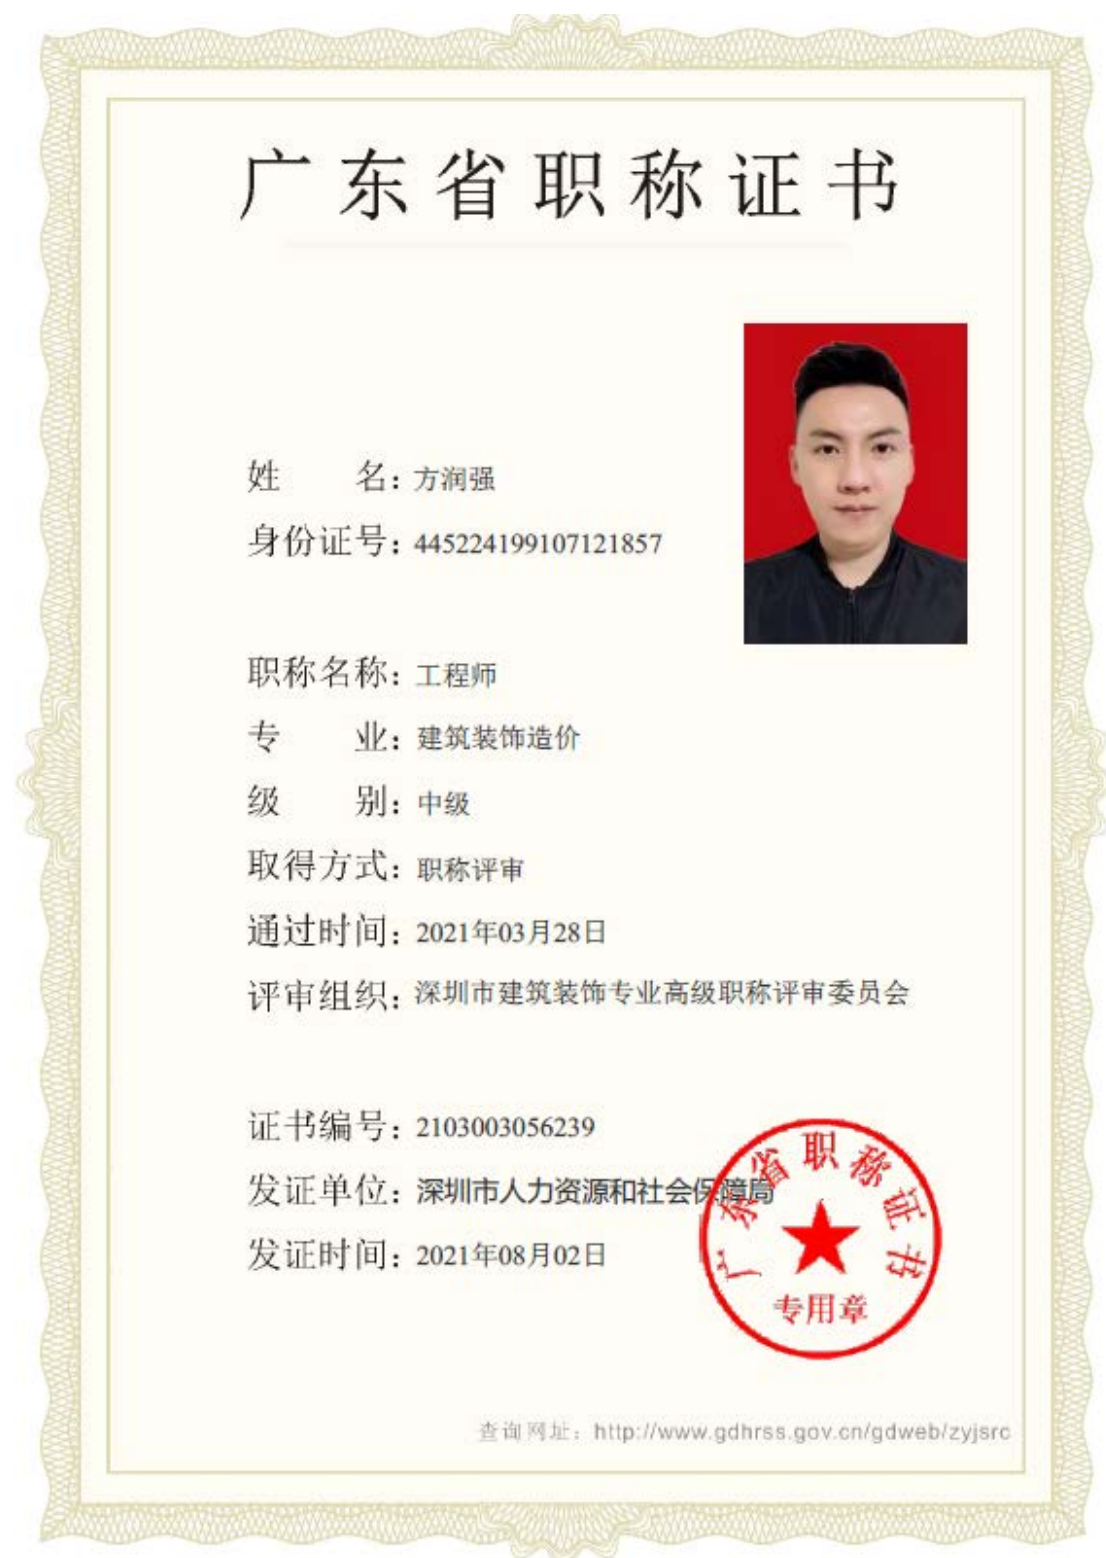 广东省职称证书
姓 名：方润强
身份证号：445224199107121857
职称名称：工程师
专 业：建筑装饰造价
级 别：中级
取得方式：职称评审
通过时间：2021年03月28日
评审组织：深圳市建筑装饰专业高级职称评审委员会
证书编号：2103003056239
发证单位：深圳市人力资源和社会保障局
发证时间：2021年08月02日
广东省职称证书
专用章
查询网址：http://www.gdhrss.gov.cn/gdweb/zyjsrc